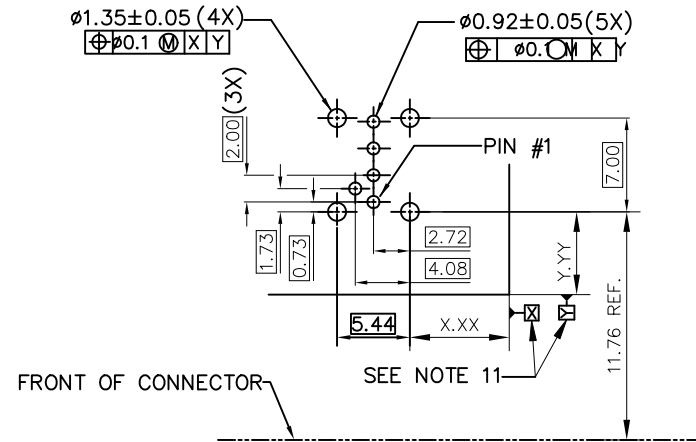 ø1.35±0.05 (4X)
⌖ ø0.1 Ⓜ X Y
ø0.92±0.05 (5X)
⌖ ø0.1 Ⓜ X Y
2.00 (3X)
PIN #1
7.00
1.73
0.73
2.72
4.08
Y.YY
11.76 REF.
5.44
X.XX
X
Y
SEE NOTE 11
FRONT OF CONNECTOR